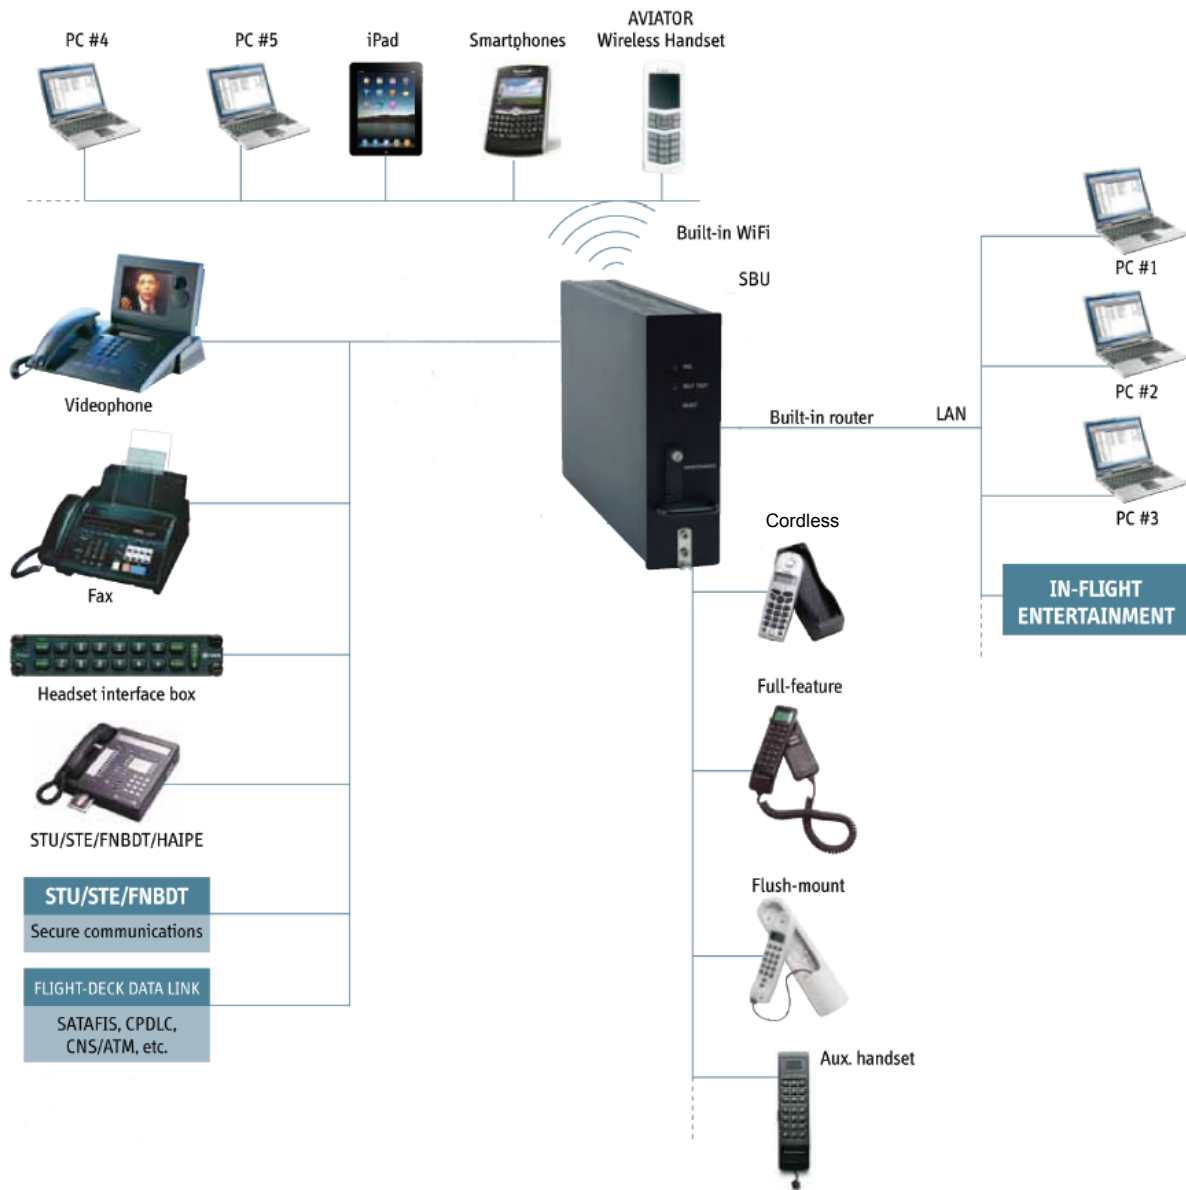 PC #4
PC #5
iPad
Smartphones
AVIATOR
Wireless Handset
Built-in WiFi
SBU
PC #1
PC #2
PC #3
Videophone
Built-in router
LAN
Fax
Cordless
IN-FLIGHT
ENTERTAINMENT
Headset interface box
Full-feature
STU/STE/FNBDT/HAIPE
Flush-mount
STU/STE/FNBDT
Secure communications
FLIGHT-DECK DATA LINK
SATAFIS, CPDLC,
CNS/ATM, etc.
Aux. handset